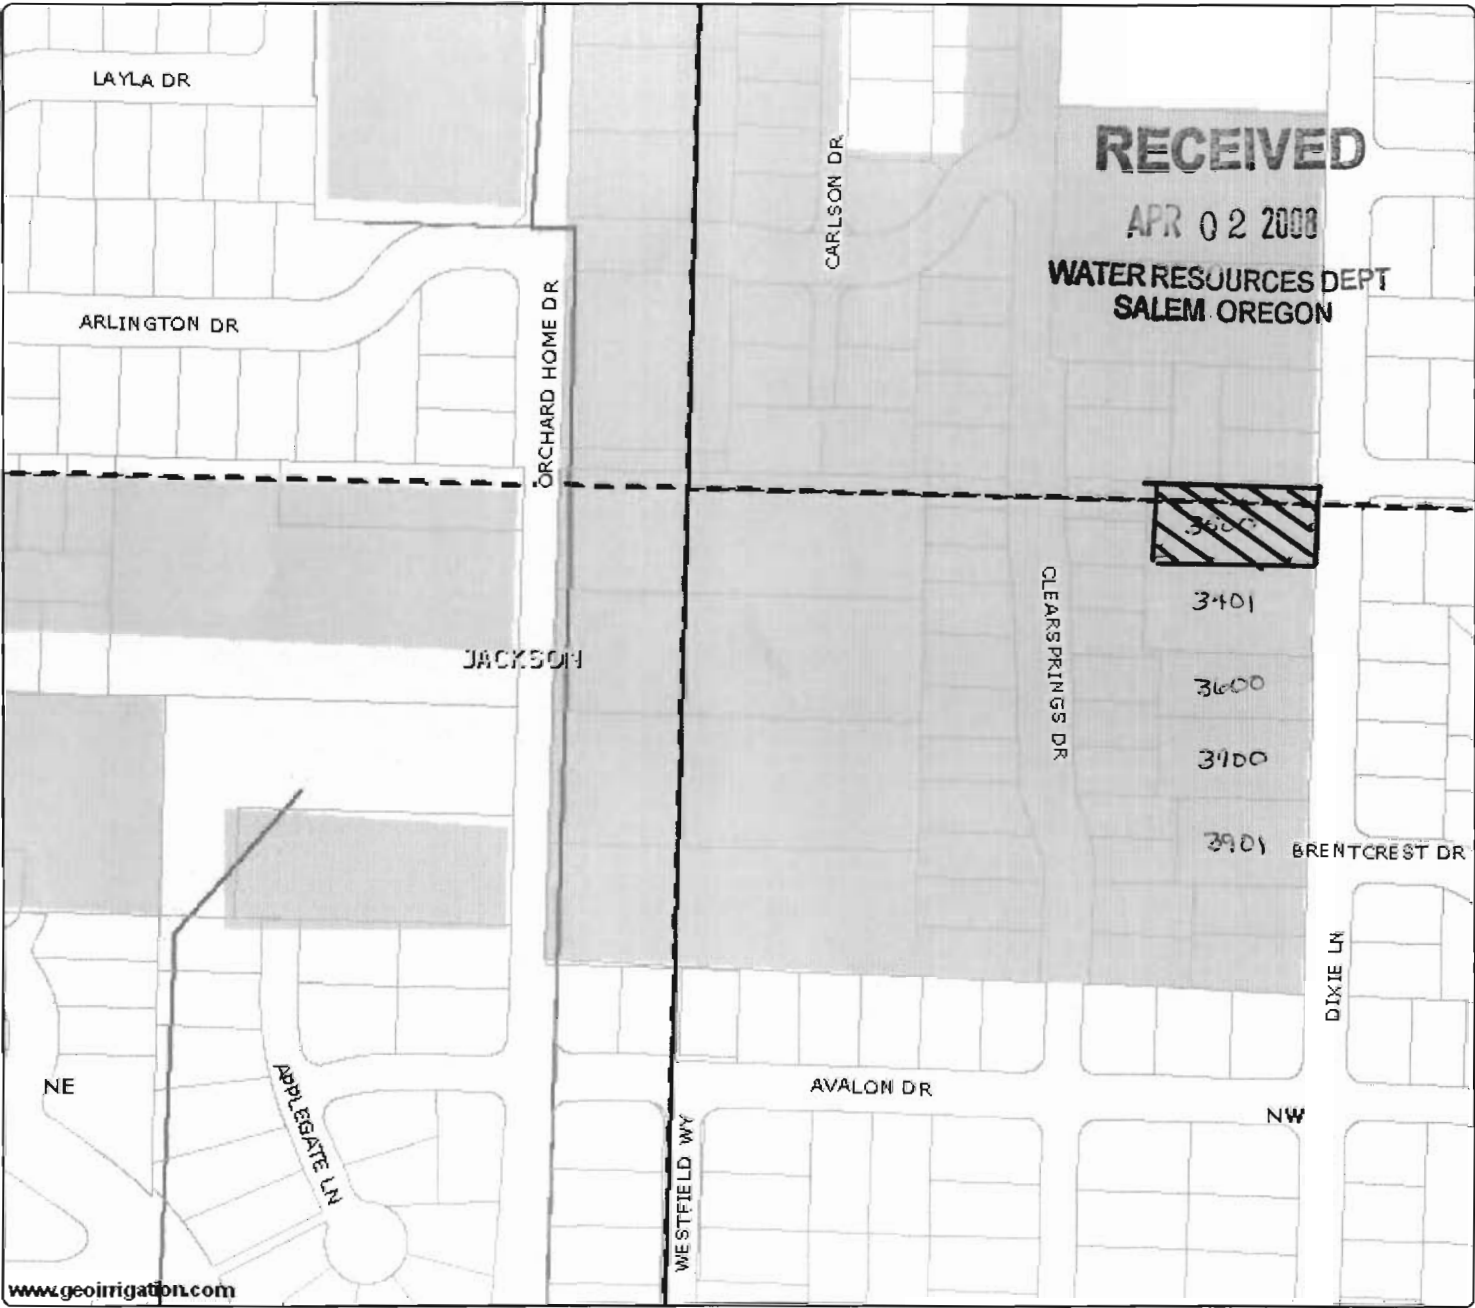 LAYLA DR
RECEIVED
CARLSON DR
APR 02 2008
WATER RESOURCES DEPT
SALEM OREGON
ARLINGTON DR
ORCHARD HOME DR
3401
CLEARSPRINGS DR
JACKSON
3600
3900
3901
BRENTCREST DR
DIXIE LN
NE
APPLEGATE LN
AVALON DR
NW
WESTFIELD WY
www.geoirrigation.com